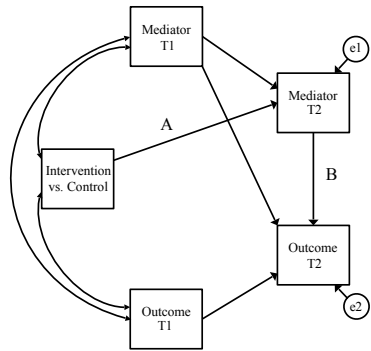 Mediator
T1
e1
Mediator
T2
A
Intervention
vs. Control
B
Outcome
T2
Outcome
T1
e2